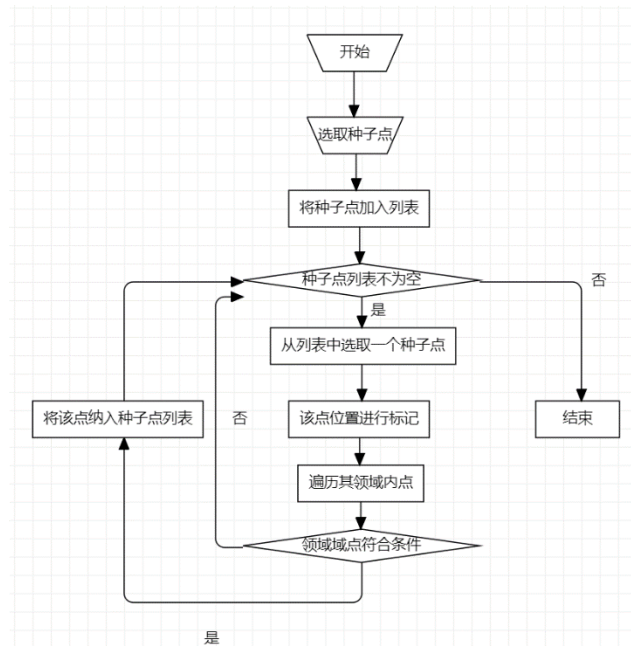 开始
选取种子点
将种子点加入列表
种子点列表不为空
否
是
从列表中选取一个种子点
将该点纳入种子点列表
否
该点位置进行标记
结束
遍历其领域内点
领域域点符合条件
是